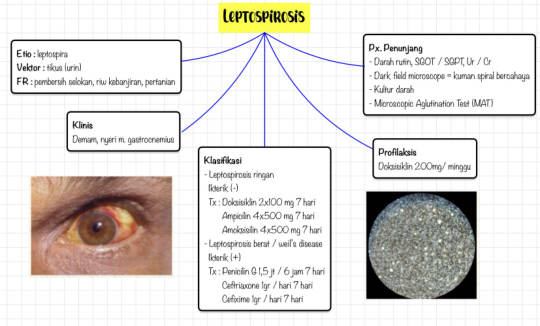 LEPTOSPIROSIS
Etio : leptospira
Vektor : tikus (urin)
FR : pembersih selokan, riw kebanjiran, pertanian
Klinis
Demam, nyeri m. gastrocnemius
Klasifikasi
- Leptospirosis ringan
Ikterik (-)
Tx : Doksisiklin 2x100 mg 7 hari
Ampicilin 4x500 mg 7 hari
Amoksisilin 4x500 mg 7 hari
- Leptospirosis berat / weil's disease
Ikterik (+)
Tx : Penicilin G 1,5 jt / 6 jam 7 hari
Ceftriaxone 1gr / hari 7 hari
Cefixime 1gr / hari 7 hari
Px. Penunjang
- Darah rutin, SGOT / SGPT, Ur / Cr
- Dark field microscope = kuman spiral bercahaya
- Kultur darah
- Microscopic Aglutination Test (MAT)
Profilaksis
Doksisiklin 200mg/ minggu